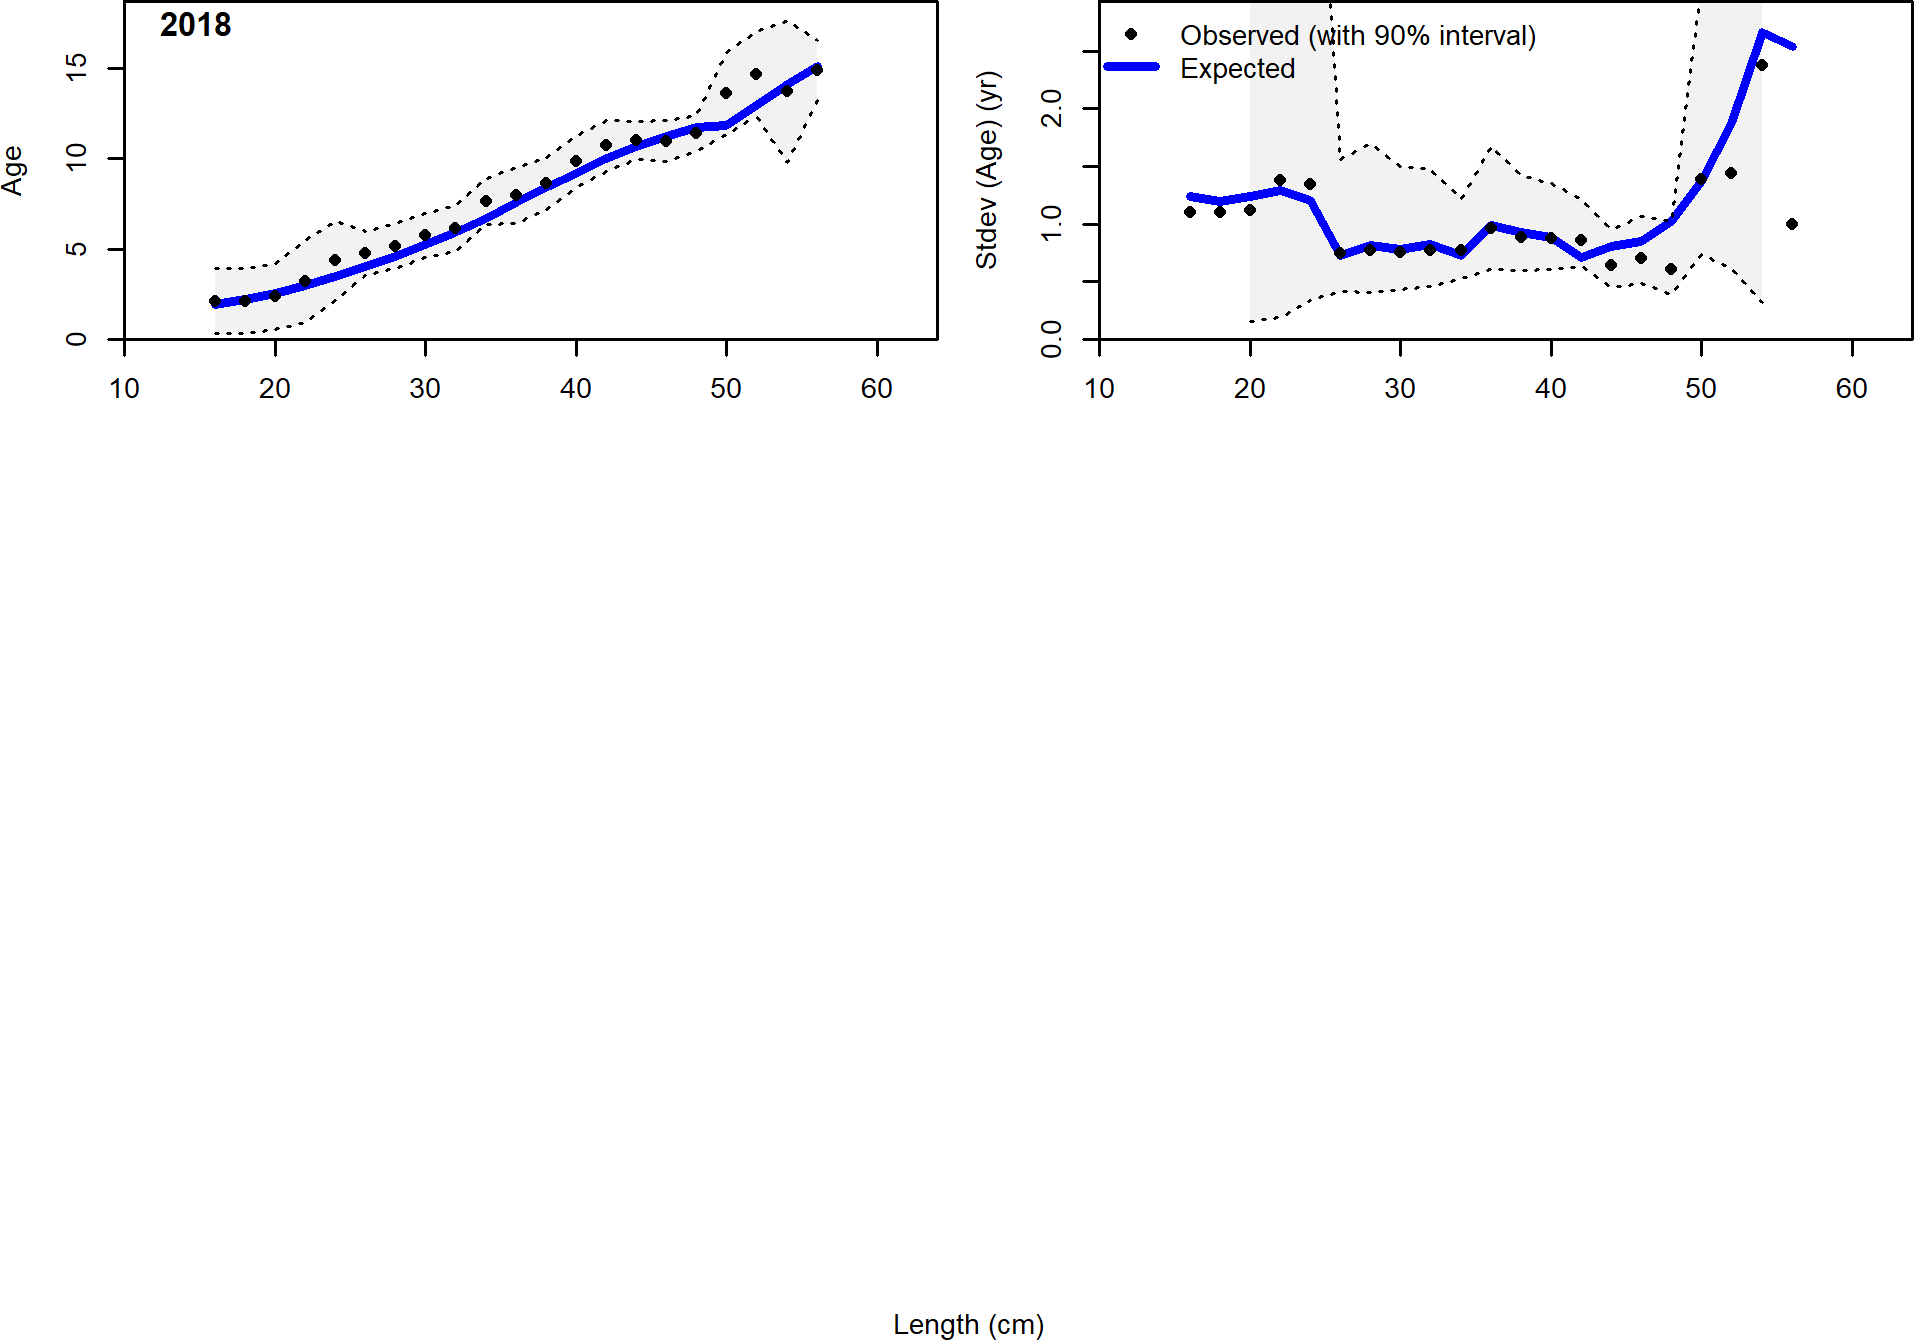 2018
Age
0
5
10
15
10 20 30 40 50 60
Observed (with 90% interval)
Expected
Stdev (Age) (yr)
0.0
1.0
2.0
10 20 30 40 50 60
Length (cm)